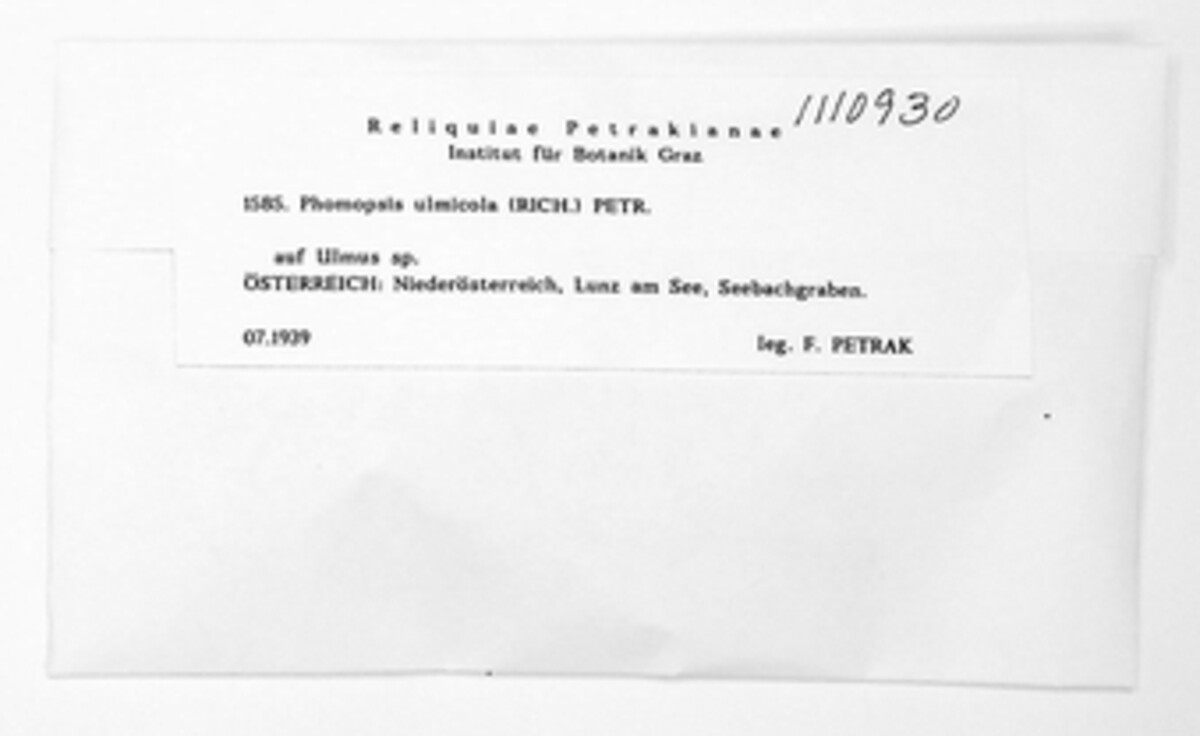 Reliquiae Petrakianae 1110930
Institut für Botanik Graz
1585. Phomopsis ulmicola (RICH.) PETR.
auf Ulmus sp.
ÖSTERREICH: Niederösterreich, Lunz am See, Seebachgraben.
07.1939 leg. F. PETRAK